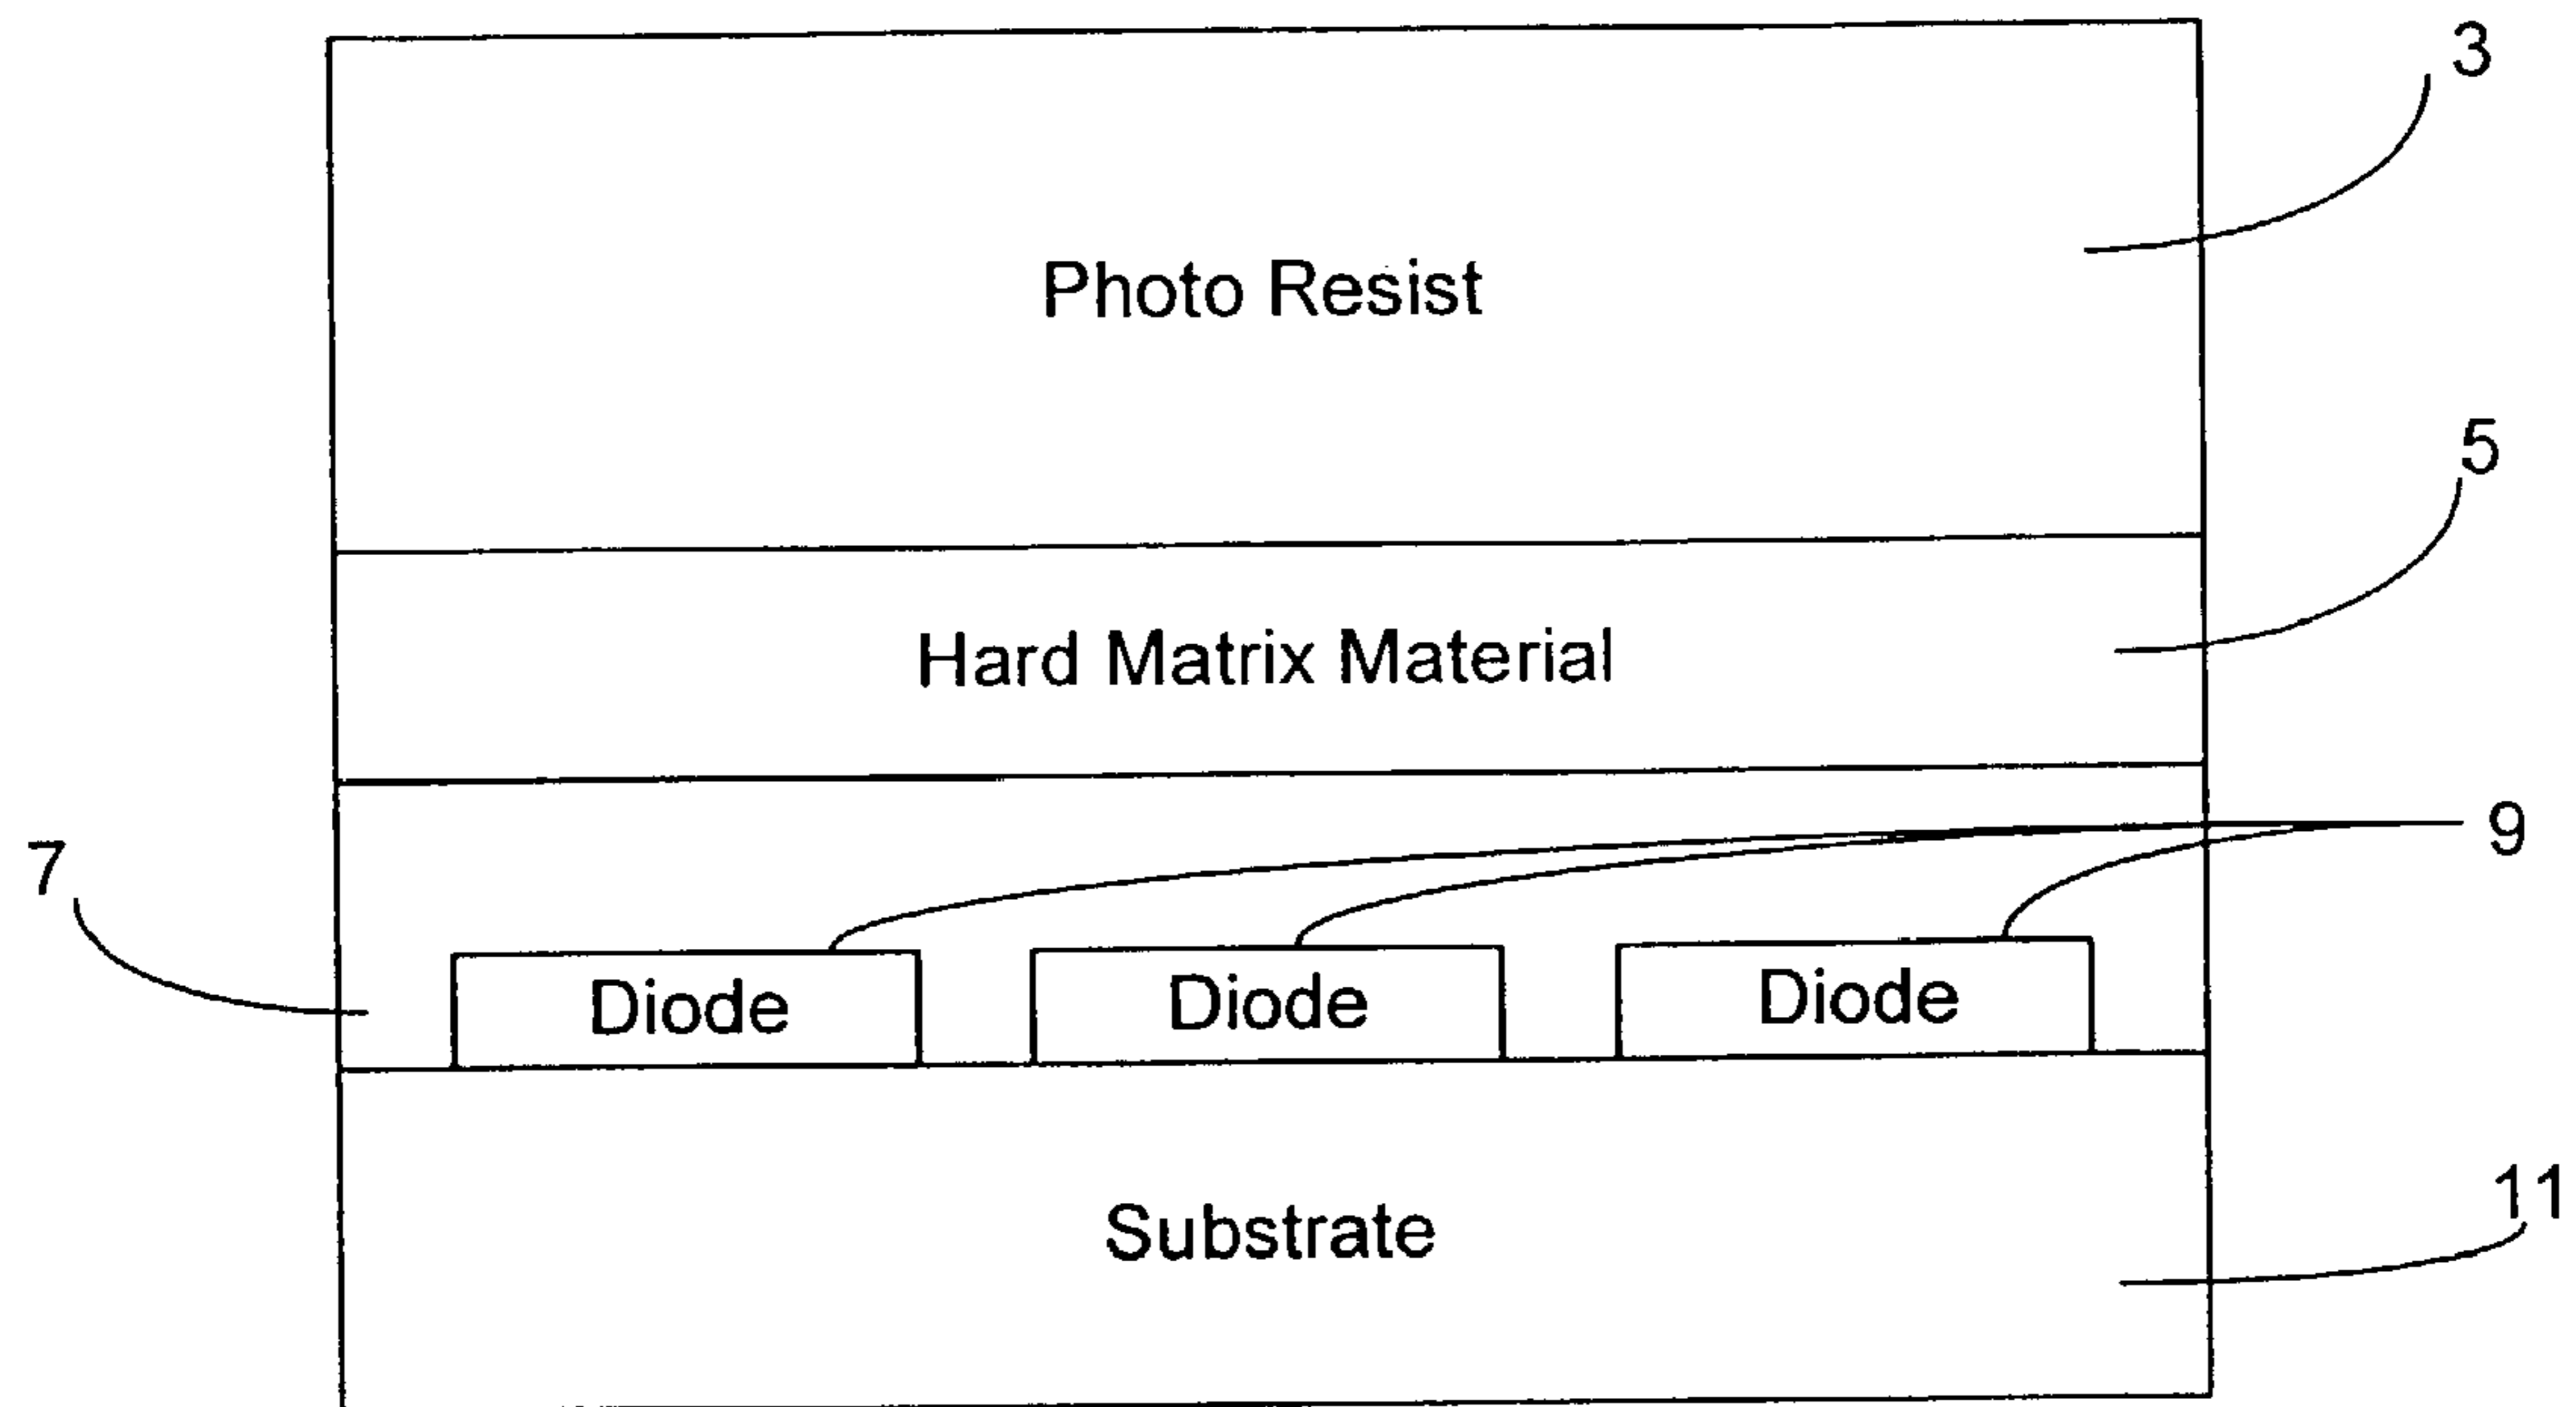 3
Photo Resist
5
Hard Matrix Material
7
9
Diode Diode Diode
11
Substrate